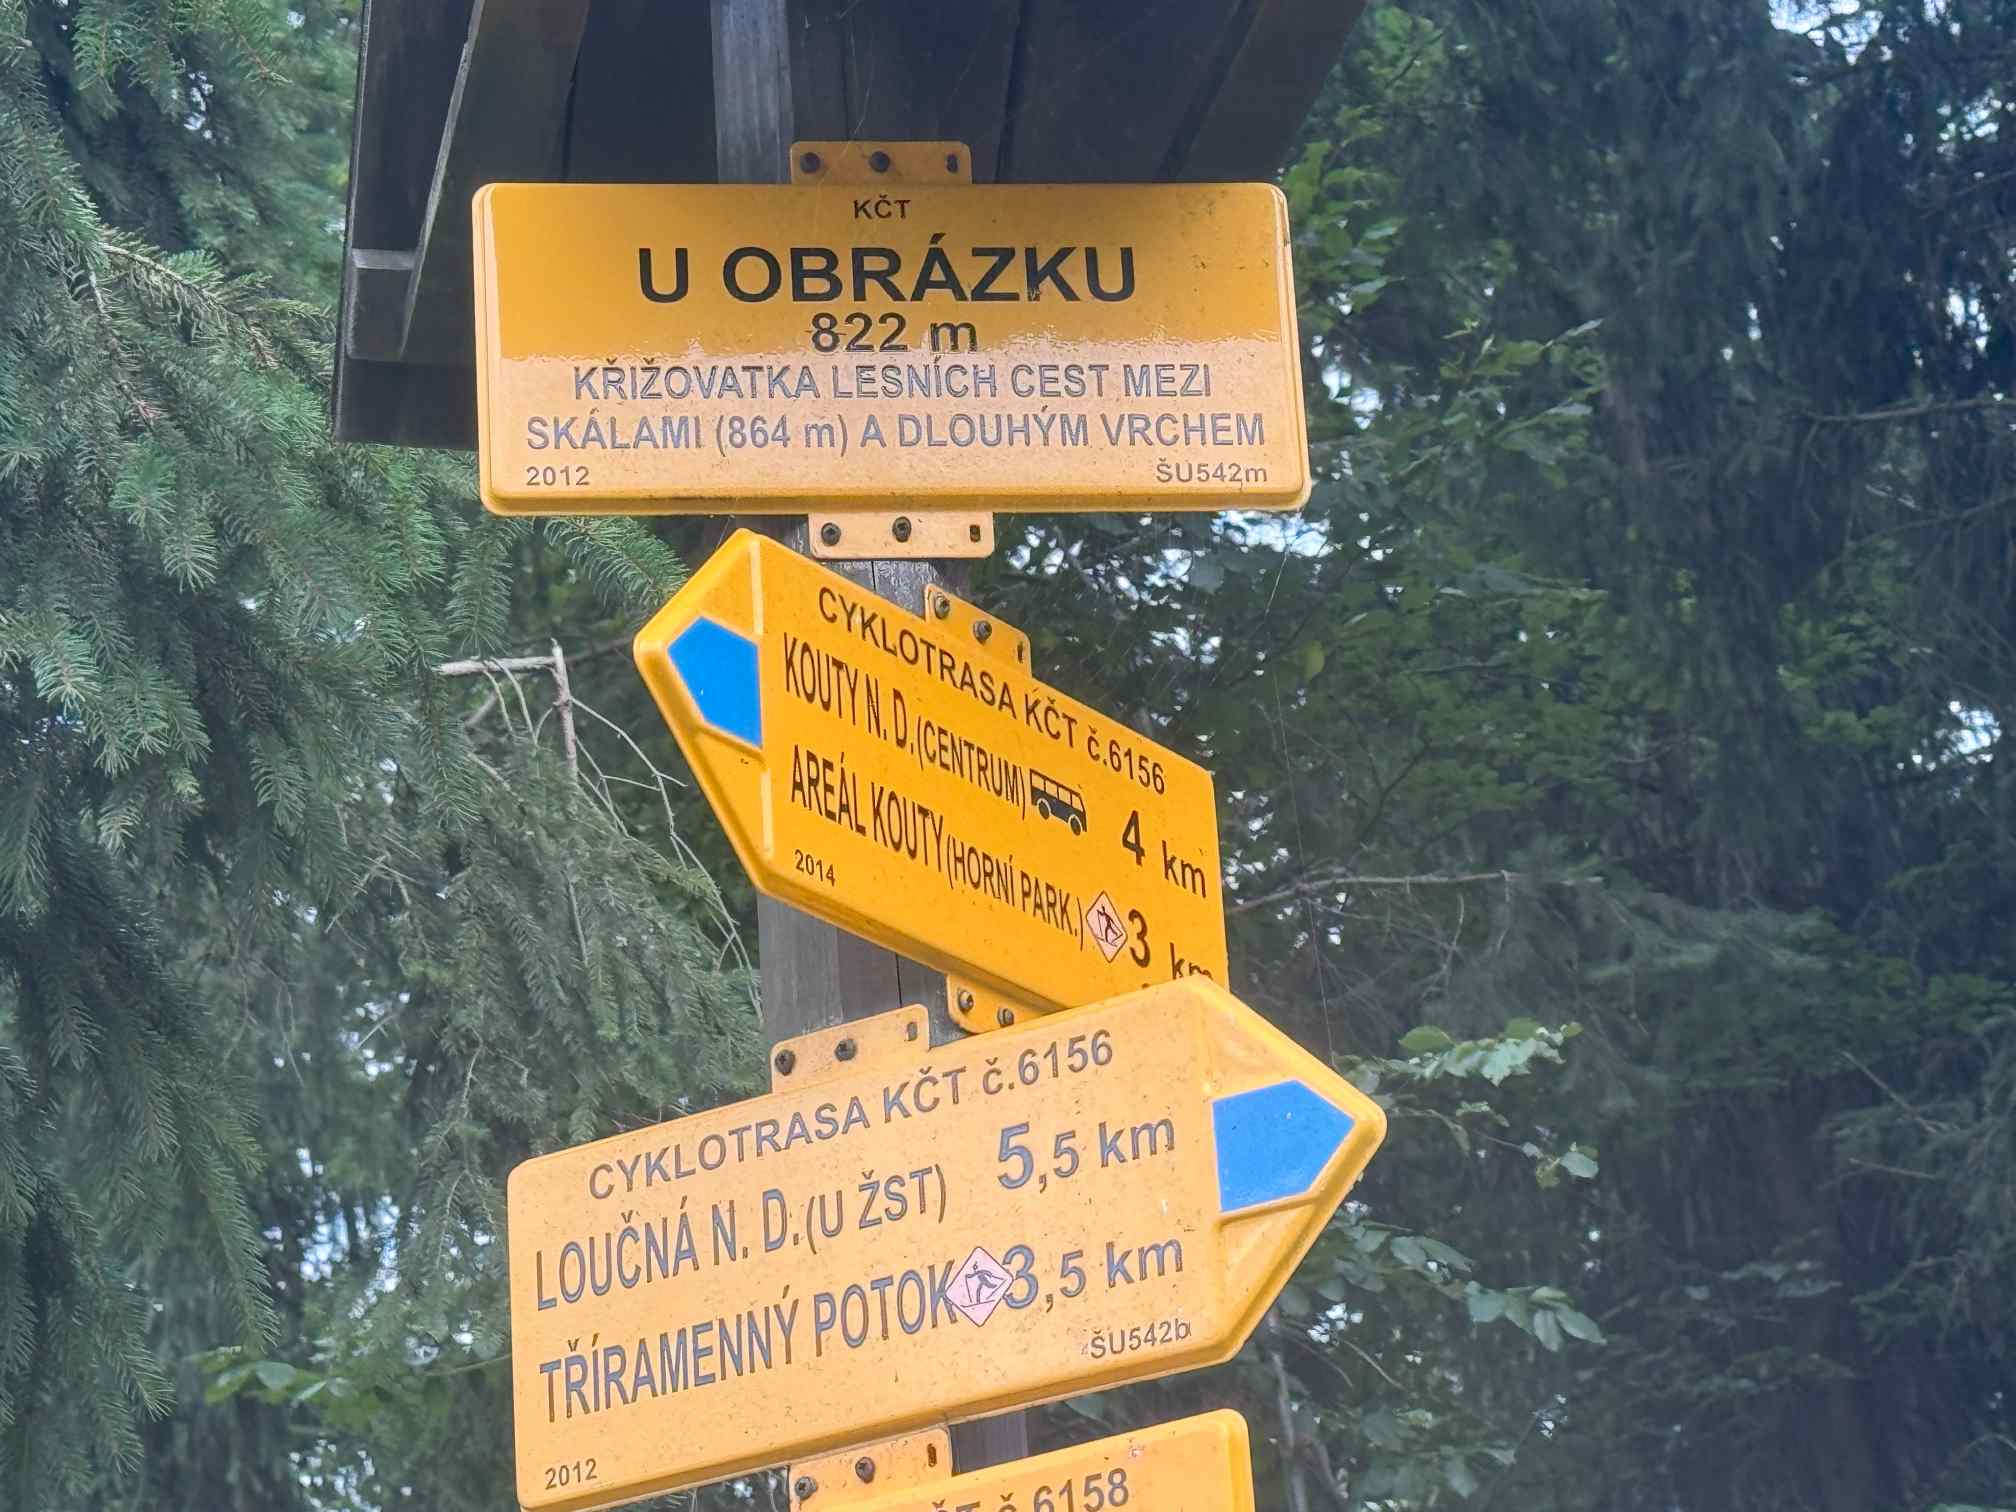 KČT
U OBRÁZKU
822 m
KŘIŽOVATKA LESNÍCH CEST MEZI
SKÁLAMI (864 m) A DLOUHÝM VRCHEM
2012 ŠU542m
CYKLOTRASA KČT č.6156
KOUTY N. D.(CENTRUM) 4 km
AREÁL KOUTY(HORNÍ PARK.) 3 km
2014
CYKLOTRASA KČT č.6156
LOUČNÁ N. D.(U ŽST) 5,5 km
TŘÍRAMENNÝ POTOK 3,5 km
2012 ŠU542b
č.6158